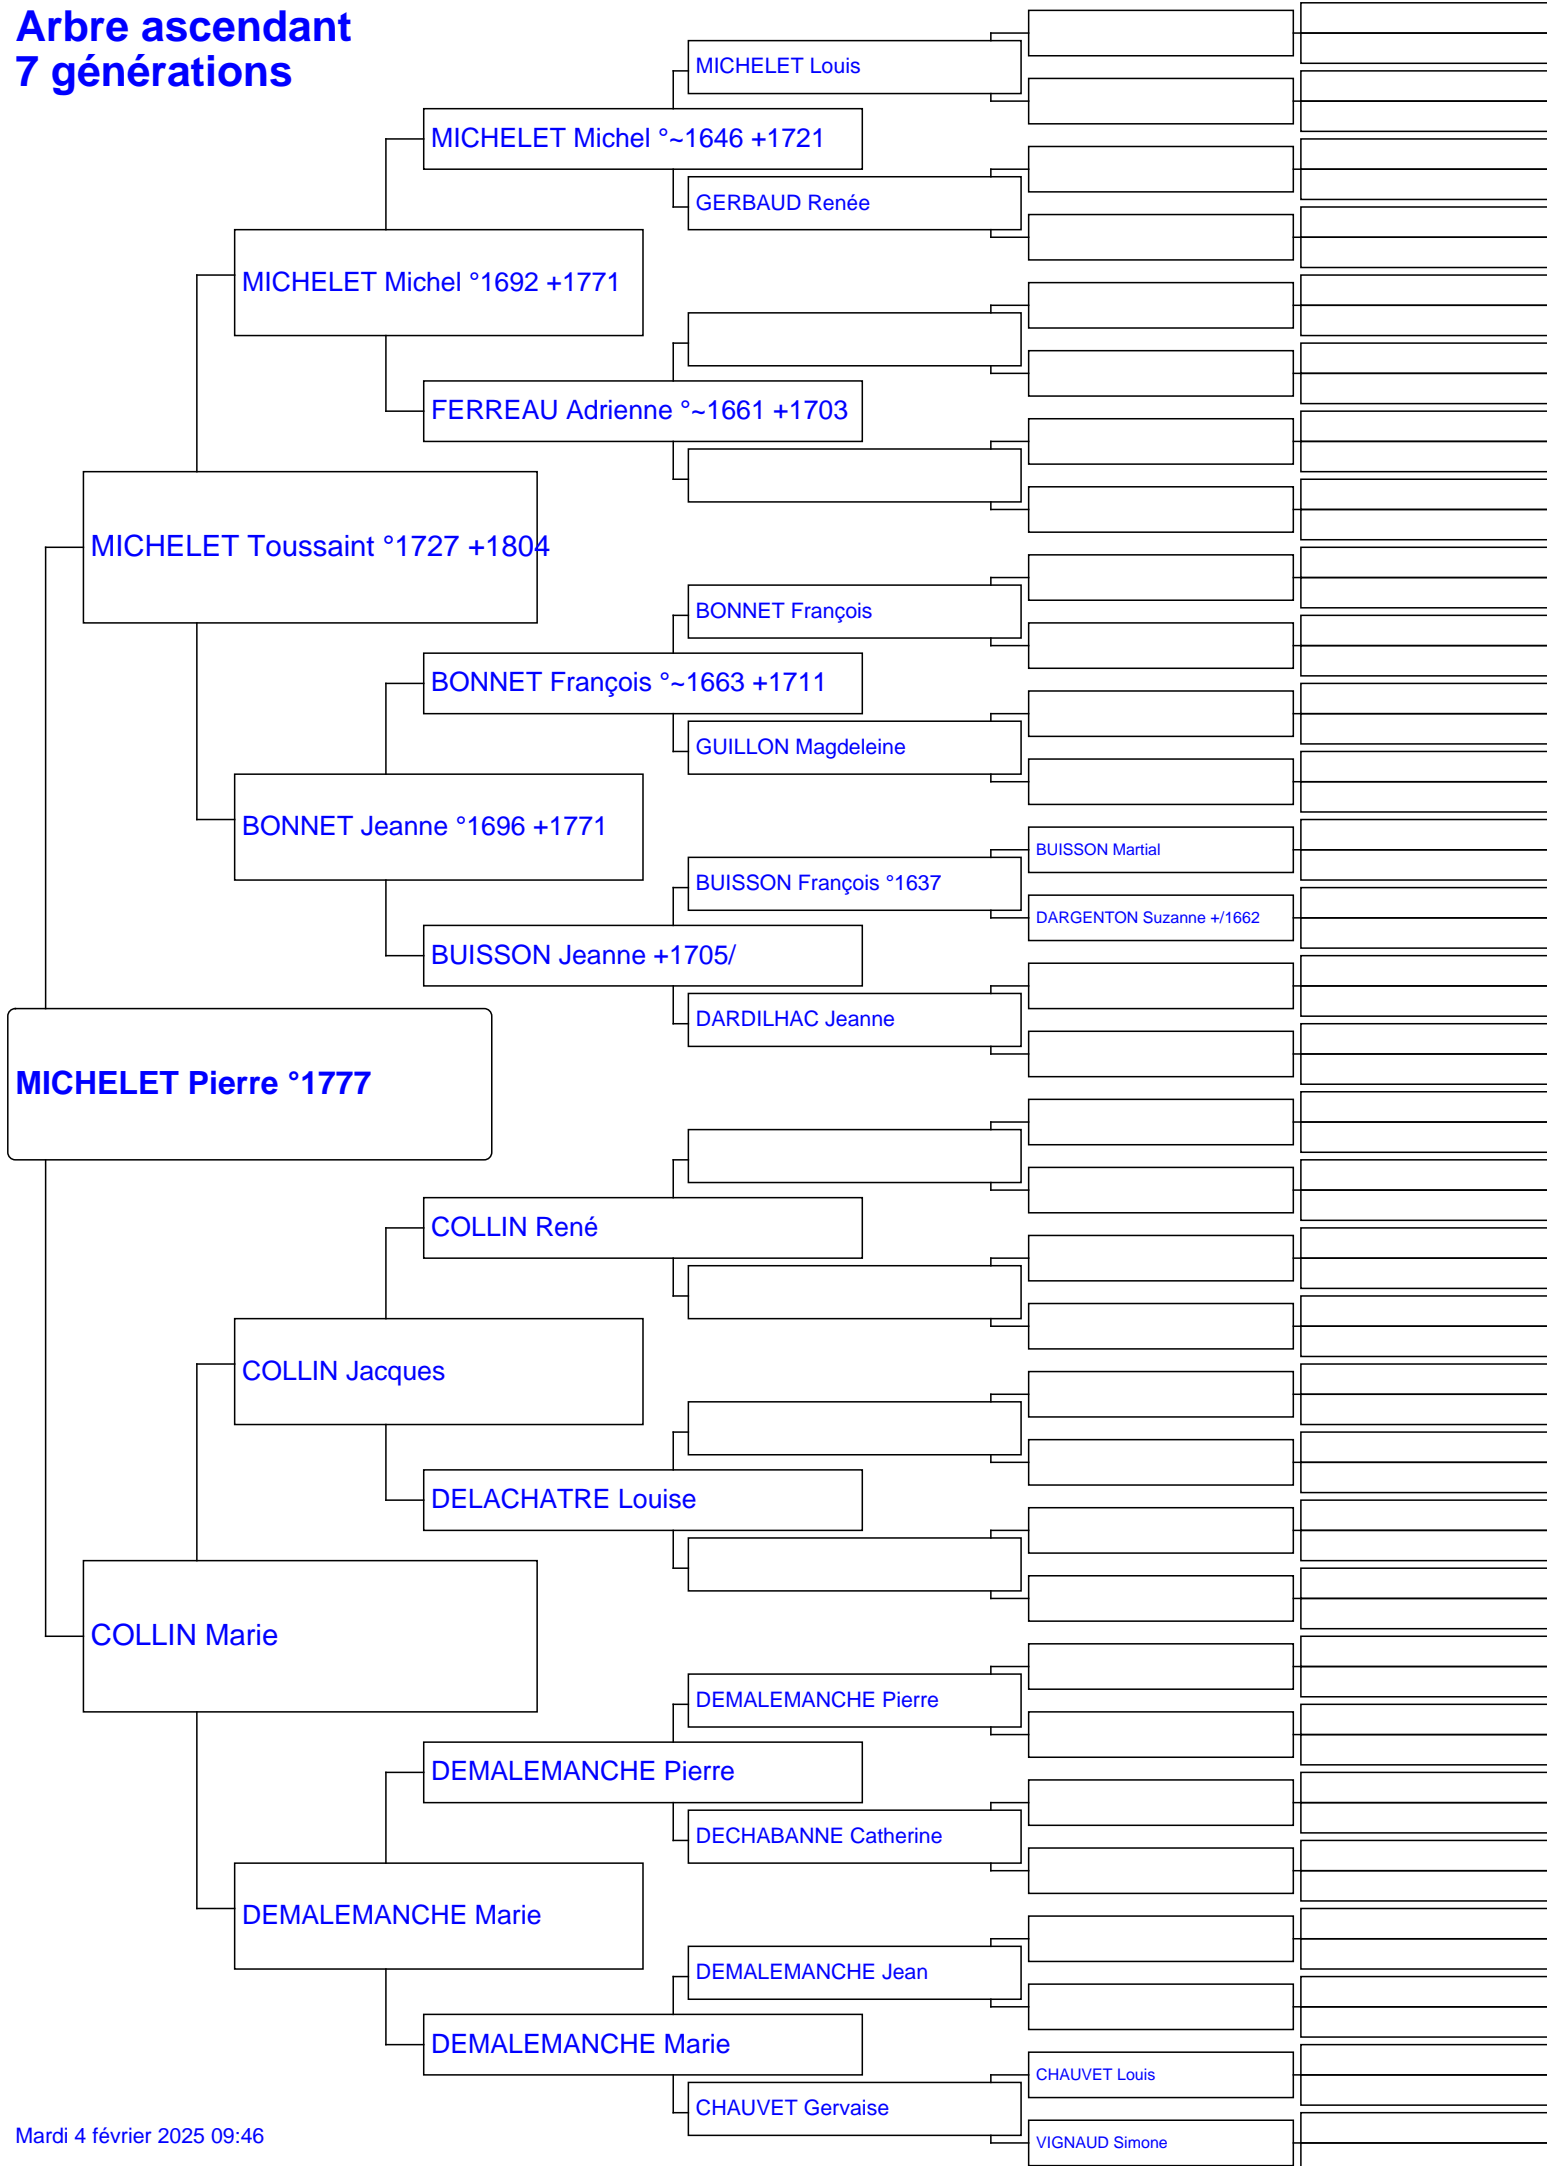 Arbre ascendant
7 générations
MICHELET Louis
MICHELET Michel °~1646 +1721
GERBAUD Renée
MICHELET Michel °1692 +1771
FERREAU Adrienne °~1661 +1703
MICHELET Toussaint °1727 +1804
BONNET François
BONNET François °~1663 +1711
GUILLON Magdeleine
BONNET Jeanne °1696 +1771
BUISSON Martial
BUISSON François °1637
DARGENTON Suzanne +/1662
BUISSON Jeanne +1705/
DARDILHAC Jeanne
MICHELET Pierre °1777
COLLIN René
COLLIN Jacques
DELACHATRE Louise
COLLIN Marie
DEMALEMANCHE Pierre
DEMALEMANCHE Pierre
DECHABANNE Catherine
DEMALEMANCHE Marie
DEMALEMANCHE Jean
DEMALEMANCHE Marie
CHAUVET Louis
CHAUVET Gervaise
VIGNAUD Simone
Mardi 4 février 2025 09:46